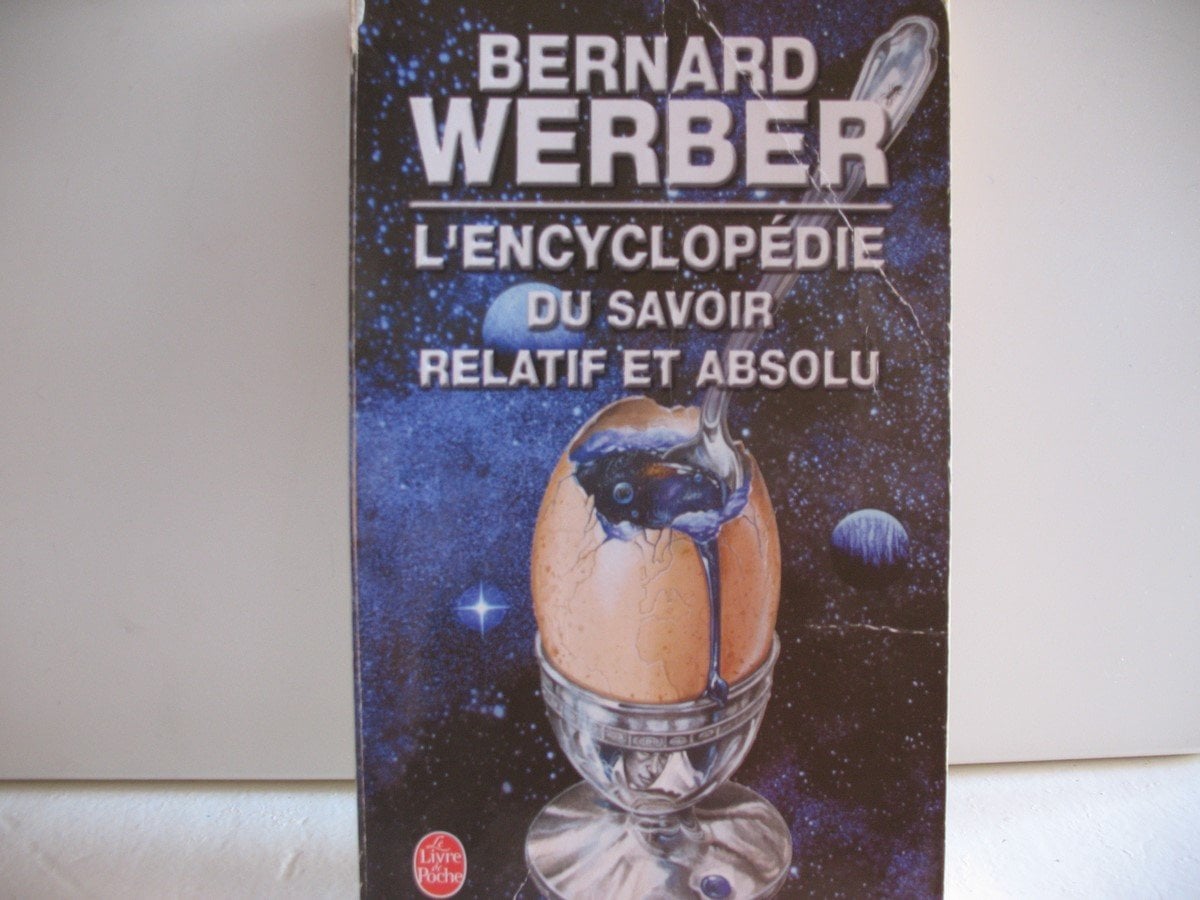 BERNARD
WERBER
L'ENCYCLOPÉDIE
DU SAVOIR
RELATIF ET ABSOLU
Le
Livre
de
Poche